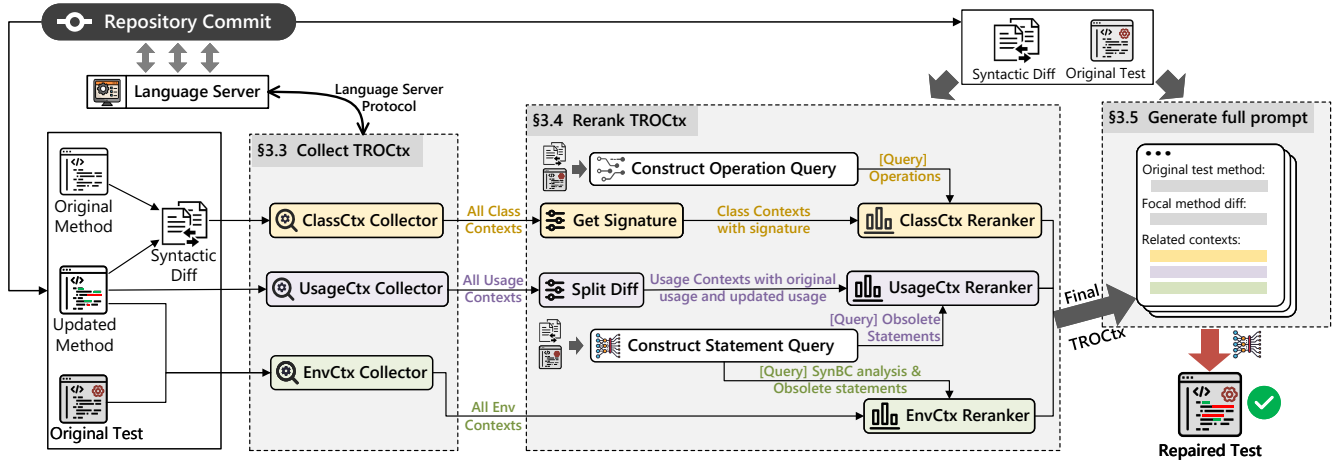 Repository Commit
Language Server
Language Server
Protocol
Syntactic Diff
Original Test
Original
Method
Syntactic
Diff
Updated
Method
Original Test
§3.3 Collect TROCtx
ClassCtx Collector
UsageCtx Collector
EnvCtx Collector
All Class
Contexts
All Usage
Contexts
All Env
Contexts
§3.4 Rerank TROCtx
Construct Operation Query
[Query]
Operations
Get Signature
Class Contexts
with signature
ClassCtx Reranker
Split Diff
Usage Contexts with original
usage and updated usage
UsageCtx Reranker
[Query] Obsolete
Statements
Construct Statement Query
[Query] SynBC analysis &
Obsolete statements
EnvCtx Reranker
Final
TROCtx
§3.5 Generate full prompt
Original test method:
Focal method diff:
Related contexts:
Repaired Test